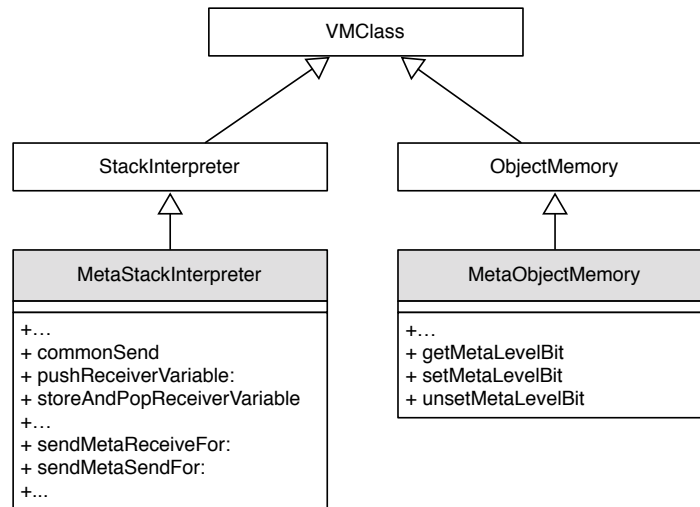 VMClass
StackInterpreter
ObjectMemory
MetaStackInterpreter
+…
+ commonSend
+ pushReceiverVariable:
+ storeAndPopReceiverVariable
+…
+ sendMetaReceiveFor:
+ sendMetaSendFor:
+...
MetaObjectMemory
+…
+ getMetaLevelBit
+ setMetaLevelBit
+ unsetMetaLevelBit